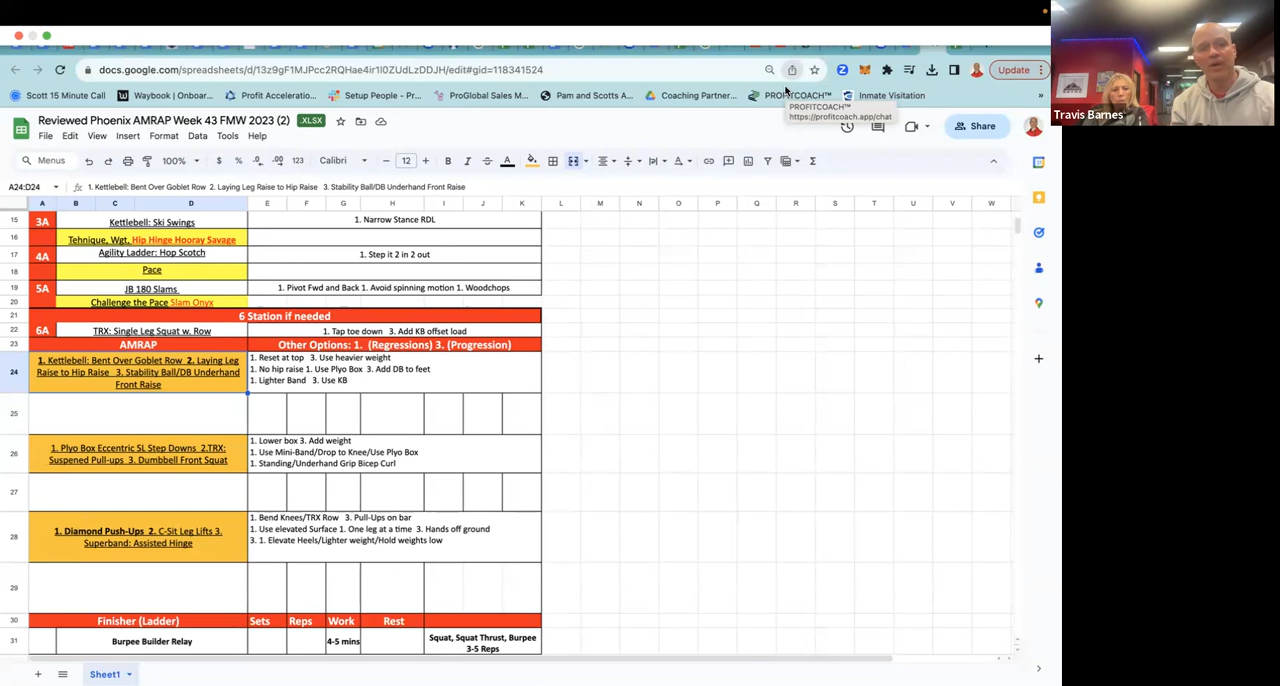 docs.google.com/spreadsheets/d/13z9gF1MJPcc2RQHae4ir1I0ZUdLzDDJH/edit#gid=118341524
Update
Scott 15 Minute Call
Waybook | Onboar...
Profit Acceleratio...
Setup People - Pr...
ProGlobal Sales M...
Pam and Scotts A...
Coaching Partner...
PROFITCOACH™
Inmate Visitation
»
PROFITCOACH™
https://profitcoach.app/chat
Travis Barnes
Reviewed Phoenix AMRAP Week 43 FMW 2023 (2)
.XLSX
File Edit View Insert Format Data Tools Help
Share
Menus
100%
$ % .0 .00 123
Calibri
12
B I A
A24:D24
fx 1. Kettlebell: Bent Over Goblet Row 2. Laying Leg Raise to Hip Raise 3. Stability Ball/DB Underhand Front Raise
A B C D E F G H I J K L M N O P Q R S T U V W
15 3A Kettlebell: Ski Swings 1. Narrow Stance RDL
16 Tehnique, Wgt, Hip Hinge Hooray Savage
17 4A Agility Ladder: Hop Scotch 1. Step it 2 in 2 out
18 Pace
19 5A JB 180 Slams 1. Pivot Fwd and Back 1. Avoid spinning motion 1. Woodchops
20 Challenge the Pace Slam Onyx
21 6 Station if needed
22 6A TRX: Single Leg Squat w. Row 1. Tap toe down 3. Add KB offset load
23 AMRAP Other Options: 1. (Regressions) 3. (Progression)
24
1. Kettlebell: Bent Over Goblet Row 2. Laying Leg
Raise to Hip Raise 3. Stability Ball/DB Underhand
Front Raise
1. Reset at top 3. Use heavier weight
1. No hip raise 1. Use Plyo Box 3. Add DB to feet
1. Lighter Band 3. Use KB
25
26
1. Plyo Box Eccentric SL Step Downs 2.TRX:
Suspened Pull-ups 3. Dumbbell Front Squat
1. Lower box 3. Add weight
1. Use Mini-Band/Drop to Knee/Use Plyo Box
1. Standing/Underhand Grip Bicep Curl
27
28
1. Diamond Push-Ups 2. C-Sit Leg Lifts 3.
Superband: Assisted Hinge
1. Bend Knees/TRX Row 3. Pull-Ups on bar
1. Use elevated Surface 1. One leg at a time 3. Hands off ground
3. 1. Elevate Heels/Lighter weight/Hold weights low
29
30 Finisher (Ladder) Sets Reps Work Rest
31 Burpee Builder Relay 4-5 mins
Squat, Squat Thrust, Burpee
3-5 Reps
Sheet1